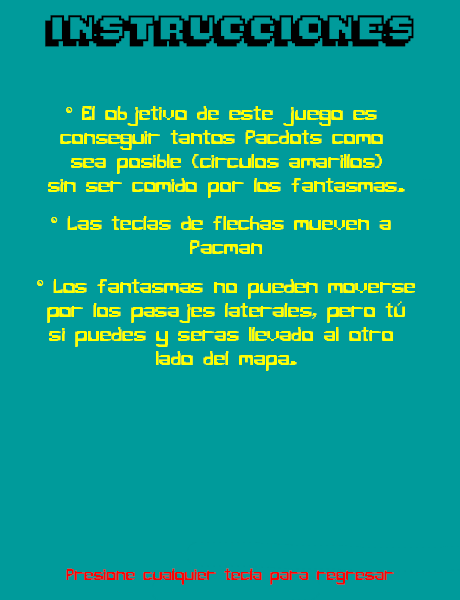 INSTRUCCIONES
° El objetivo de este juego es
conseguir tantos Pacdots como
sea posible (circulos amarillos)
sin ser comido por los fantasmas.
° Las teclas de flechas mueven a
Pacman
° Los fantasmas no pueden moverse
por los pasajes laterales, pero tú
si puedes y seras llevado al otro
lado del mapa.
Presione cualquier tecla para regresar